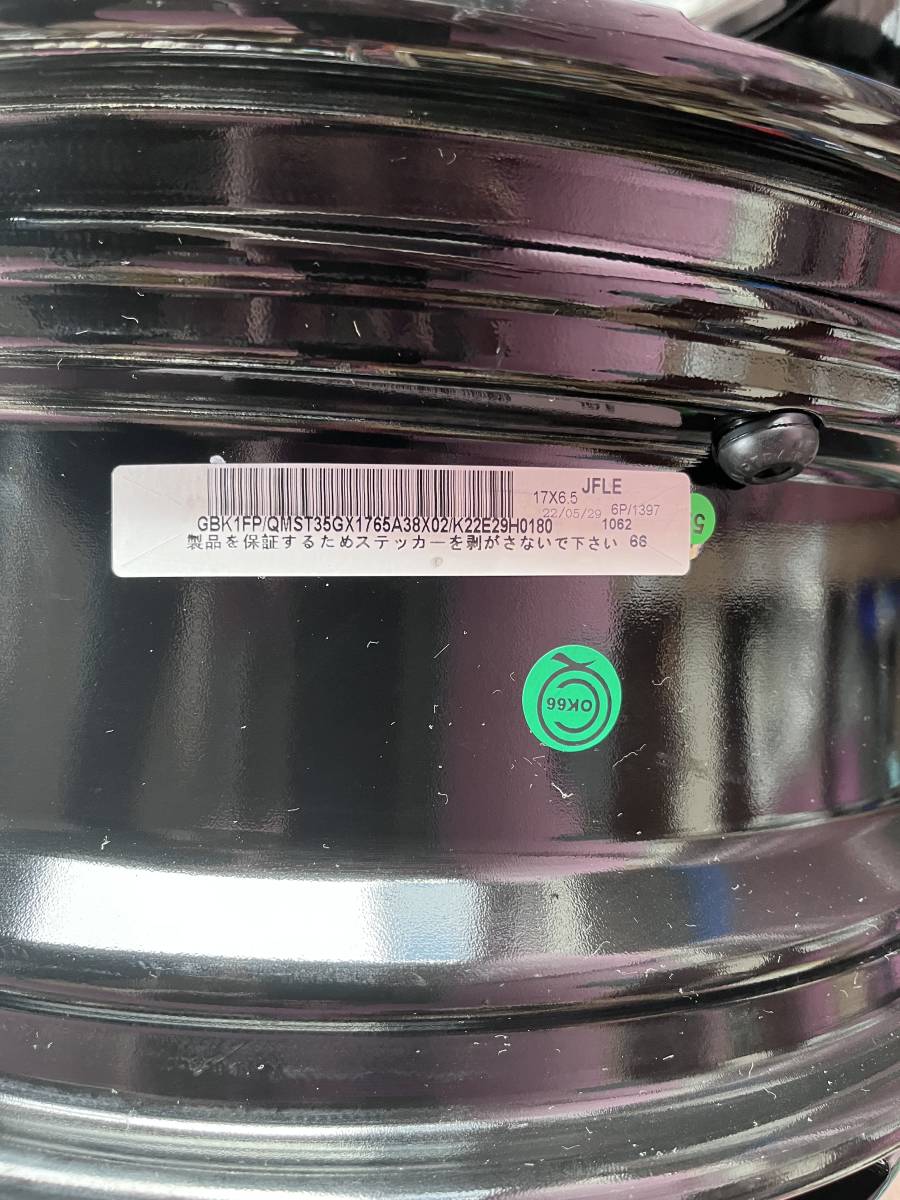 JFLE
17X6.5
22/05/29 6P/1397
GBK1FP/QMST35GX1765A38X02/K22E29H0180 1062
製品を保証するためステッカーを剥がさないで下さい 66
5
OK66